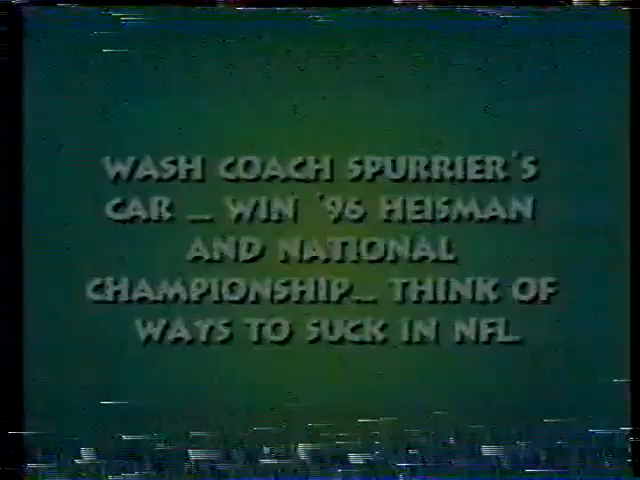 WASH COACH SPURRIER'S
CAR ... WIN '96 HEISMAN
AND NATIONAL
CHAMPIONSHIP... THINK OF
WAYS TO SUCK IN NFL